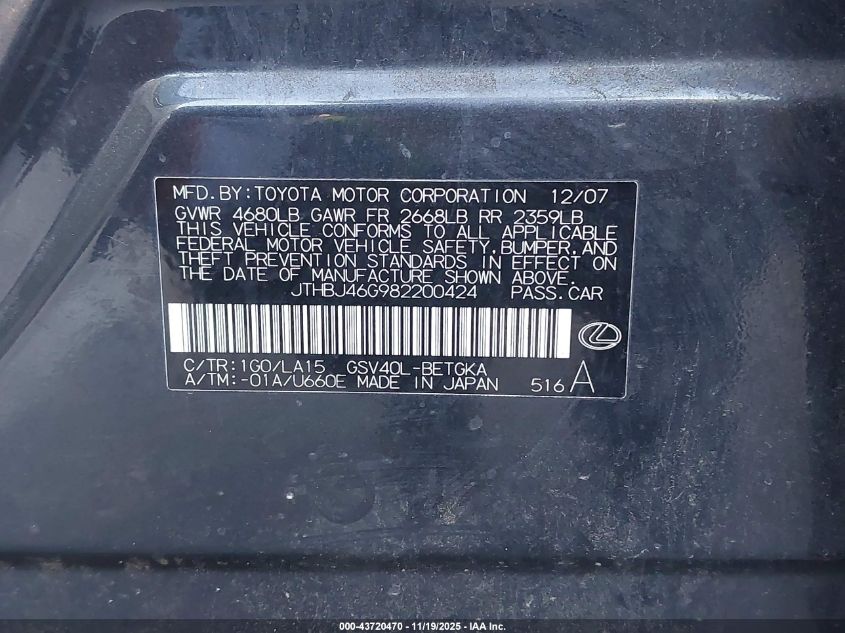 MFD. BY: TOYOTA MOTOR CORPORATION 12/07
GVWR 4680LB GAWR FR 2668LB RR 2359LB
THIS VEHICLE CONFORMS TO ALL APPLICABLE
FEDERAL MOTOR VEHICLE SAFETY, BUMPER, AND
THEFT PREVENTION STANDARDS IN EFFECT ON
THE DATE OF MANUFACTURE SHOWN ABOVE.
JTHBJ46G982200424 PASS. CAR
C/TR: 1G0/LA15 GSV40L-BETGKA
A/TM: -01A/U660E MADE IN JAPAN 516 A
000-43720470 - 11/19/2025 - IAA Inc.